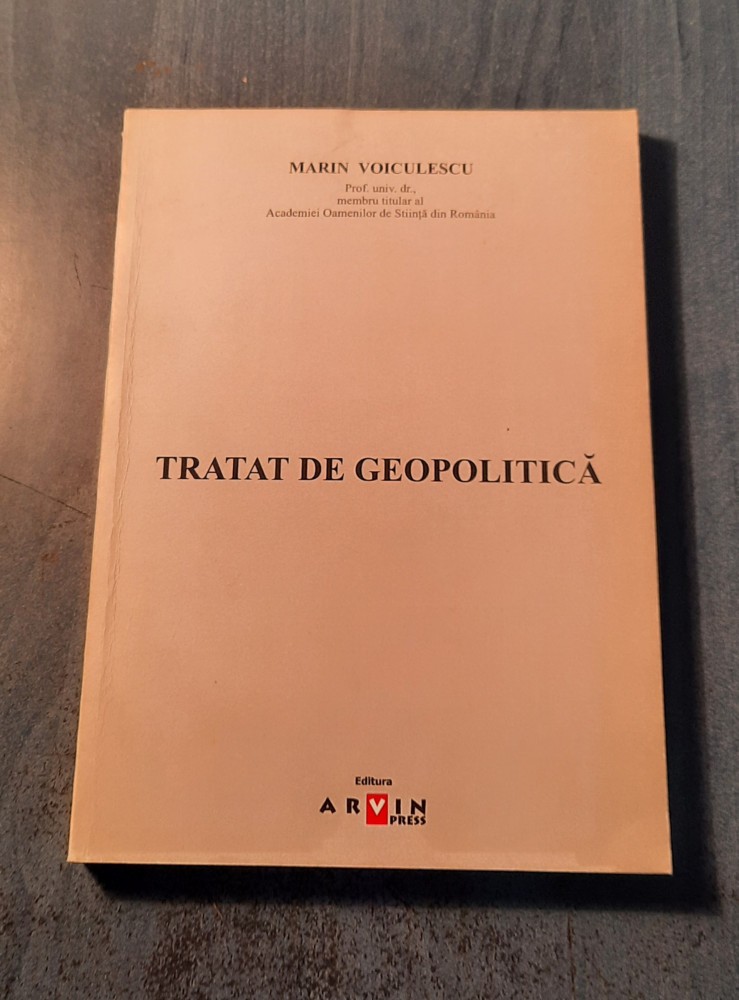 MARIN VOICULESCU
Prof. univ. dr.,
membru titular al
Academiei Oamenilor de Stiință din România
TRATAT DE GEOPOLITICĂ
Editura
ARVIN
PRESS